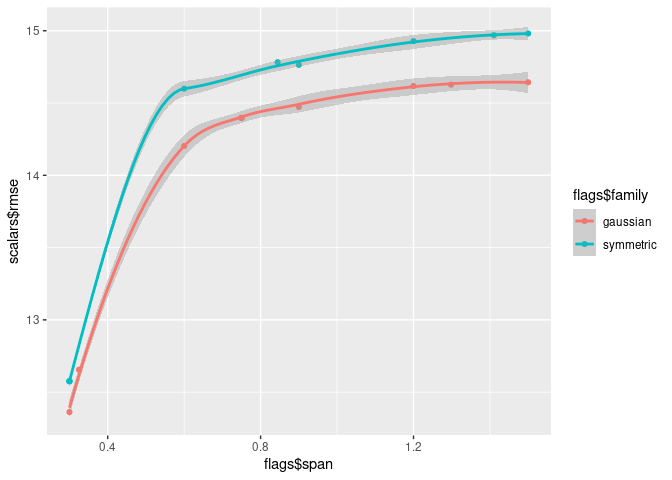 15
14
13
scalars$rmse
0.4
0.8
1.2
flags$span
flags$family
gaussian
symmetric